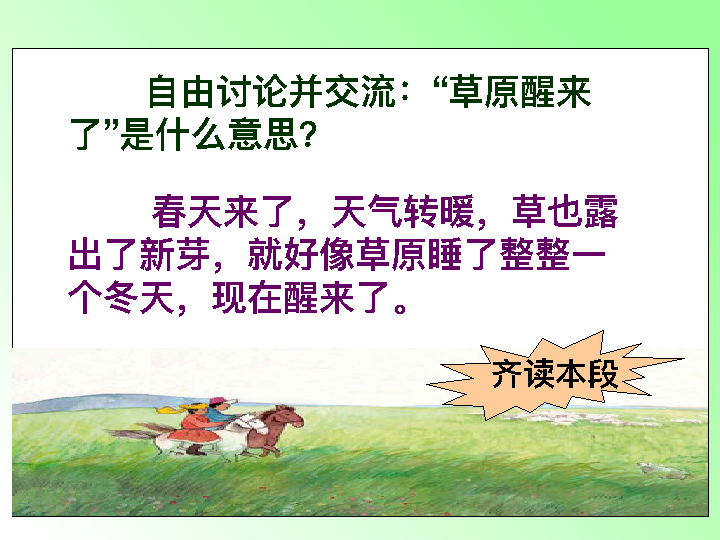 自由讨论并交流：“草原醒来
了”是什么意思？
春天来了，天气转暖，草也露
出了新芽，就好像草原睡了整整一
个冬天，现在醒来了。
齐读本段